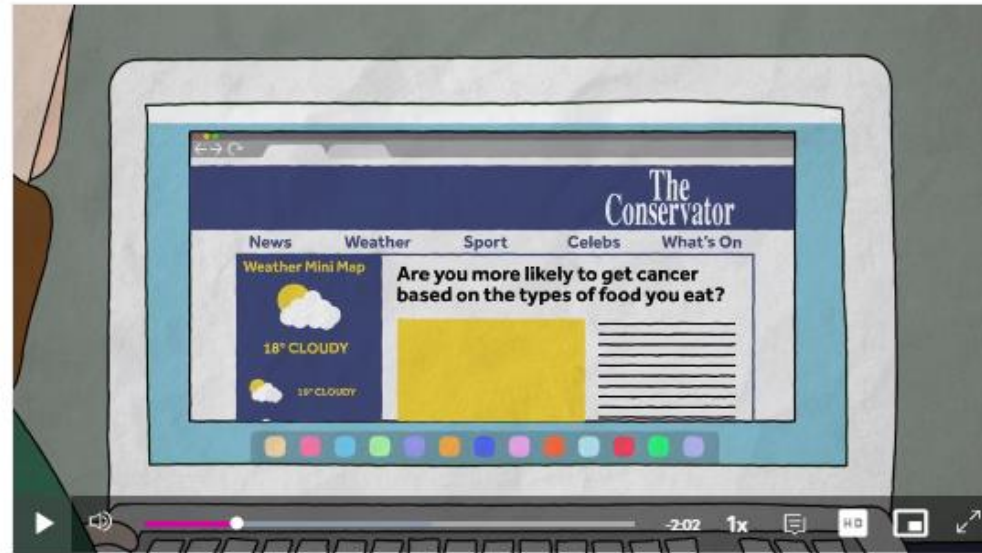 The
Conservator
News Weather Sport Celebs What's On
Weather Mini Map
18° CLOUDY
19° CLOUDY
Are you more likely to get cancer
based on the types of food you eat?
-2:02 1x HD